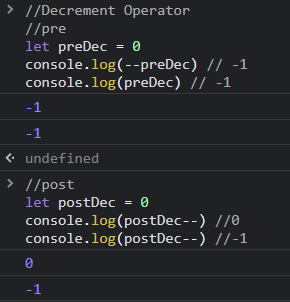 //Decrement Operator
//pre
let preDec = 0
console.log(--preDec) // -1
console.log(preDec) // -1
-1
-1
undefined
//post
let postDec = 0
console.log(postDec--) //0
console.log(postDec--) //-1
0
-1